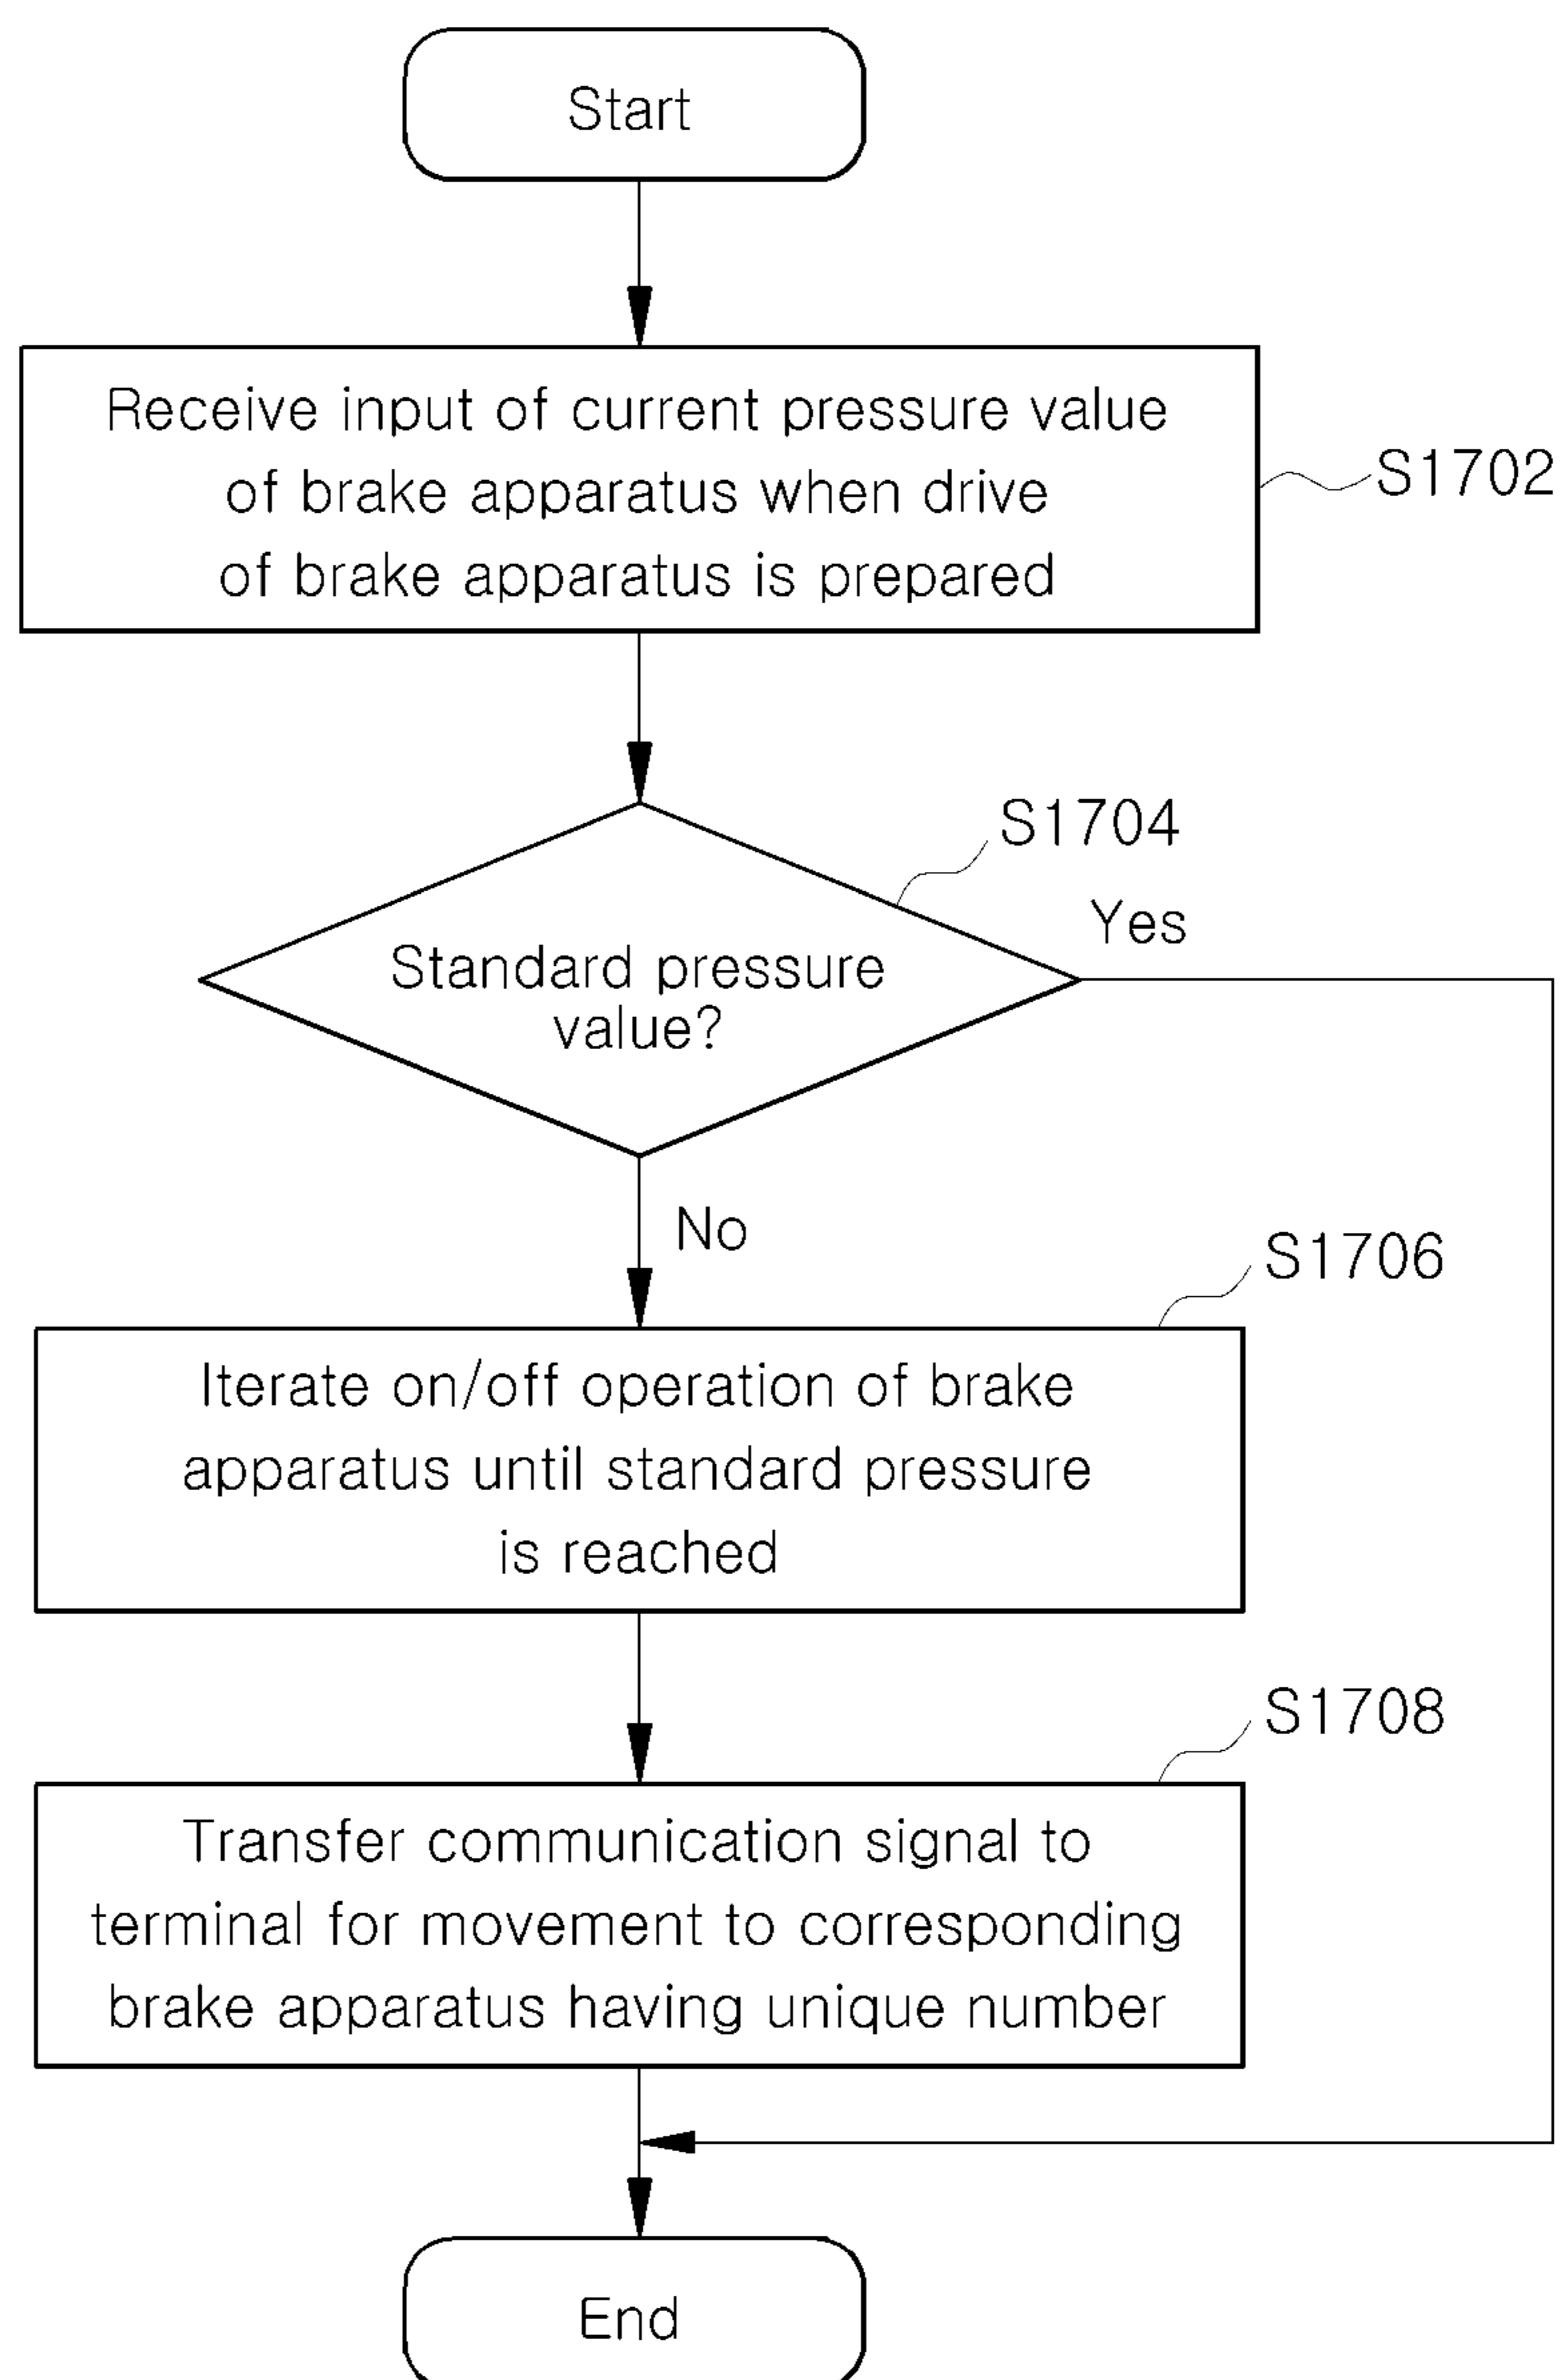 Start
Receive input of current pressure value
of brake apparatus when drive
of brake apparatus is prepared
S1702
S1704
Yes
Standard pressure
value?
No
S1706
Iterate on/off operation of brake
apparatus until standard pressure
is reached
S1708
Transfer communication signal to
terminal for movement to corresponding
brake apparatus having unique number
End